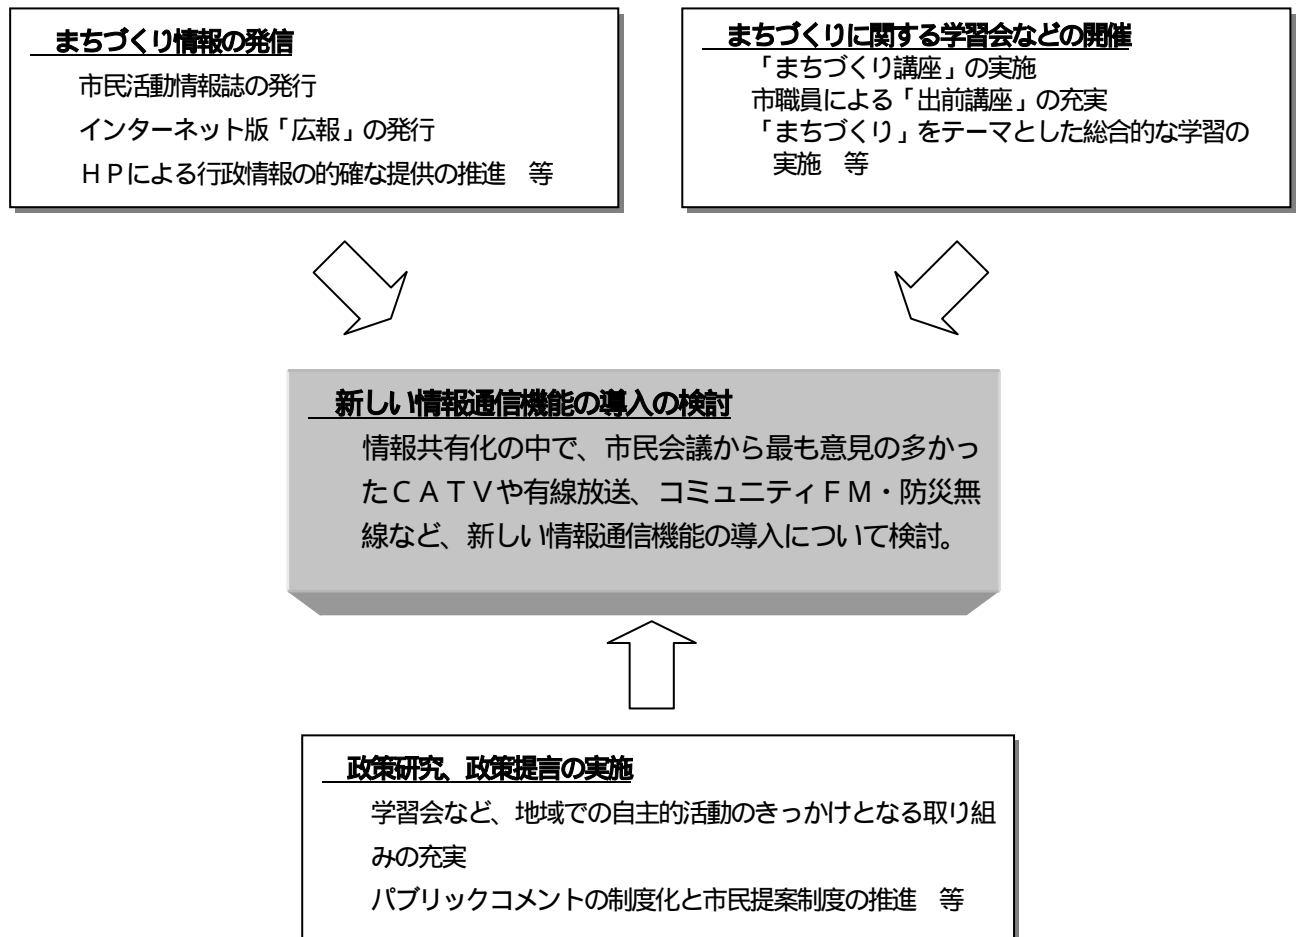 まちづくり情報の発信
市民活動情報誌の発行
インターネット版「広報」の発行
ＨＰによる行政情報の的確な提供の推進　等
まちづくりに関する学習会などの開催
「まちづくり講座」の実施
市職員による「出前講座」の充実
「まちづくり」をテーマとした総合的な学習の
実施　等
新しい情報通信機能の導入の検討
情報共有化の中で、市民会議から最も意見の多かっ
たＣＡＴＶや有線放送、コミュニティＦＭ・防災無
線など、新しい情報通信機能の導入について検討。
政策研究、政策提言の実施
学習会など、地域での自主的活動のきっかけとなる取り組
みの充実
パブリックコメントの制度化と市民提案制度の推進　等